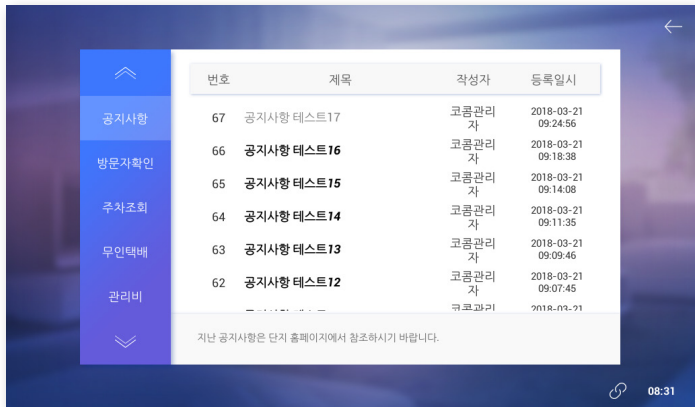 번호 제목 작성자 등록일시
공지사항
방문자확인
주차조회
무인택배
관리비
67 공지사항 테스트17 코콤관리자 2018-03-21 09:24:56
66 공지사항 테스트16 코콤관리자 2018-03-21 09:18:38
65 공지사항 테스트15 코콤관리자 2018-03-21 09:14:08
64 공지사항 테스트14 코콤관리자 2018-03-21 09:11:35
63 공지사항 테스트13 코콤관리자 2018-03-21 09:09:46
62 공지사항 테스트12 코콤관리자 2018-03-21 09:07:45
코콤관리 2018-03-21
지난 공지사항은 단지 홈페이지에서 참조하시기 바랍니다.
08:31